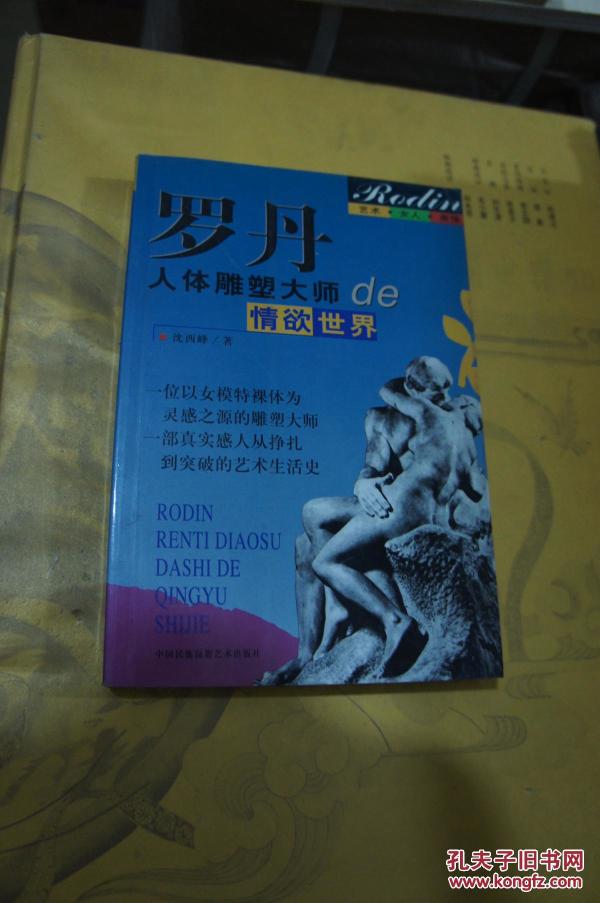 Rodin
艺术·女人·激情
罗丹
人体雕塑大师 de
情欲世界
沈西峰／著
一位以女模特裸体为
灵感之源的雕塑大师
一部真实感人从挣扎
到突破的艺术生活史
RODIN
RENTI DIAOSU
DASHI DE
QINGYU
SHIJIE
中国民族摄影艺术出版社
孔夫子旧书网
www.kongfz.com